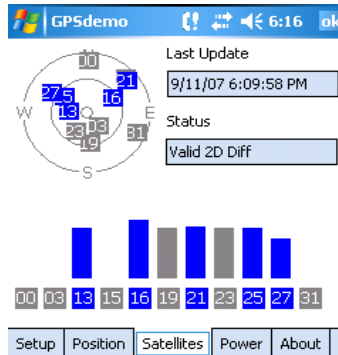 GPSdemo 6:16 ok
Last Update
9/11/07 6:09:58 PM
Status
Valid 2D Diff
N
00
21
27
16
13
W
E
23
03
31
19
S
00 03 13 15 16 19 21 23 25 27 31
Setup Position Satellites Power About